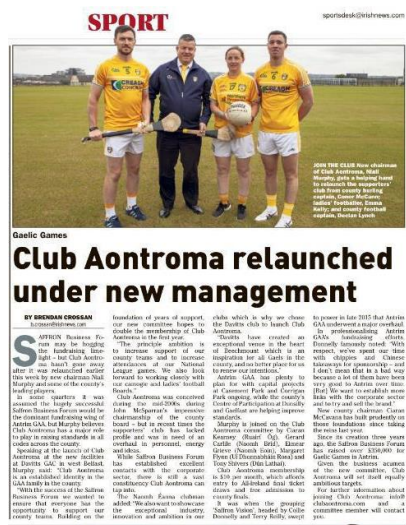 SPORT
sportsdesk@irishnews.com
JOIN THE CLUB New chairman
of Club Aontroma, Niall
Murphy, gets a helping hand
to relaunch the supporters'
club from county hurling
captain, Conor McCann;
ladies' footballer, Emma
Kelly; and county football
captain, Declan Lynch
Gaelic Games
Club Aontroma relaunched
under new management
BY BRENDAN CROSSAN
b.crossan@irishnews.com
SAFFRON Business Fo-
rum may be hogging
the fundraising lime-
light – but Club Aontro-
ma hasn't gone away
after it was relaunched earlier
this week by new chairman Niall
Murphy and some of the county's
leading players.
In some quarters it was
assumed the hugely successful
Saffron Business Forum would be
the dominant fundraising wing of
Antrim GAA, but Murphy believes
Club Aontroma has a major role
to play in raising standards in all
codes across the county.
Speaking at the launch of Club
Aontroma at the new facilities
at Davitts GAC in west Belfast,
Murphy said: "Club Aontroma
is an established identity in the
GAA family in the county.
"With the success of the Saffron
Business Forum we wanted to
ensure that everyone has the
opportunity to support our
county teams. Building on the
foundation of years of support,
our new committee hopes to
double the membership of Club
Aontroma in the first year.
"The principle ambition is
to increase support of our
county teams and to increase
attendances at our National
League games. We also look
forward to working closely with
our camogie and ladies' football
Boards."
Club Aontroma was conceived
during the mid-2000s during
John McSparran's impressive
chairmanship of the county
board – but in recent times the
supporters' club has lacked
profile and was in need of an
overhaul in personnel, energy
and ideas.
While Saffron Business Forum
has established excellent
contacts with the corporate
sector, there is still a vast
constituency Club Aontroma can
tap into.
The Naomh Éanna clubman
added: "We also want to showcase
the exceptional industry,
innovation and ambition in our
clubs which is why we chose
the Davitts club to launch Club
Aontroma.
"Davitts have created an
exceptional venue in the heart
of Beechmount which is an
inspiration for all Gaels in the
county, and no better place for us
to renew our intentions."
Antrim GAA has plenty to
plan for with capital projects
at Casement Park and Corrigan
Park ongoing, while the county's
Centre of Participation at Dunsilly
and Gaelfast are helping improve
standards.
Murphy is joined on the Club
Aontroma committee by Ciaran
Kearney (Ruairí Óg), Gerard
Carlile (Naomh Bríd),
Grieve (Naomh Eoin), Margaret
Flynn (Uí Dhonnabháin Rosa) and
Tony Shivers (Mitchel's).
Club Aontroma membership
is £10 per month, which affords
entry to All-Ireland final ticket
draws and free admission to
county finals.
It was when the grouping
'Saffron Vision', headed by Collie
Donnelly and Terry Reilly, swept
to power in late 2015 that Antrim
GAA underwent a major overhaul.
In professionalising Antrim
GAA's fundraising efforts,
Donnelly famously noted: "With
respect, we've spent our time
with chippies and Chinese
takeaways for sponsorship – and
I don't mean that in a bad way
because a lot of them have been
very good to Antrim over time.
[But] We want to establish more
links with the corporate sector
and to try and sell the brand."
New county chairman Ciaran
McCavana has built prudently on
those foundations since taking
the reins last year.
Since its creation three years
ago, the Saffron Business Forum
has raised over £350,000 for
Gaelic Games in Antrim.
Given the business acumen
of the new committee, Club
Aontroma will set itself equally
ambitious targets.
For further information about
joining Club Aontroma: info@
clubaontroma.com and a
committee member will contact
you.